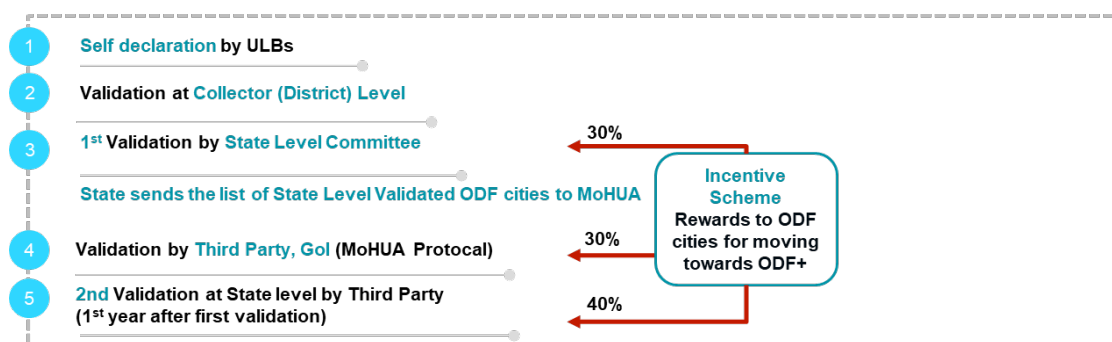 1
Self declaration by ULBs
2
Validation at Collector (District) Level
3
1st Validation by State Level Committee
30%
State sends the list of State Level Validated ODF cities to MoHUA
Incentive
Scheme
Rewards to ODF
cities for moving
towards ODF+
4
Validation by Third Party, GoI (MoHUA Protocal)
30%
5
2nd Validation at State level by Third Party
(1st year after first validation)
40%